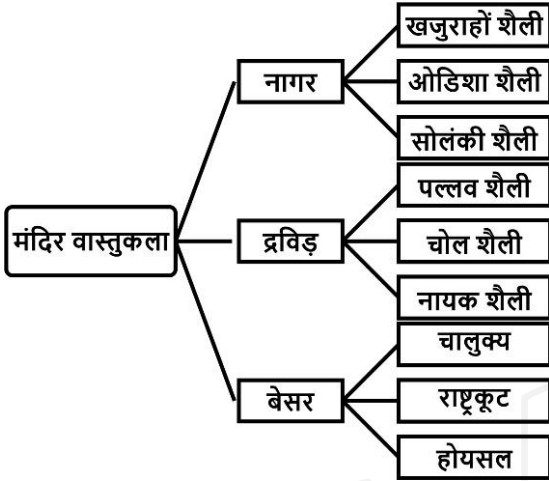 मंदिर वास्तुकला
नागर
खजुराहों शैली
ओडिशा शैली
सोलंकी शैली
द्रविड़
पल्लव शैली
चोल शैली
नायक शैली
बेसर
चालुक्य
राष्ट्रकूट
होयसल